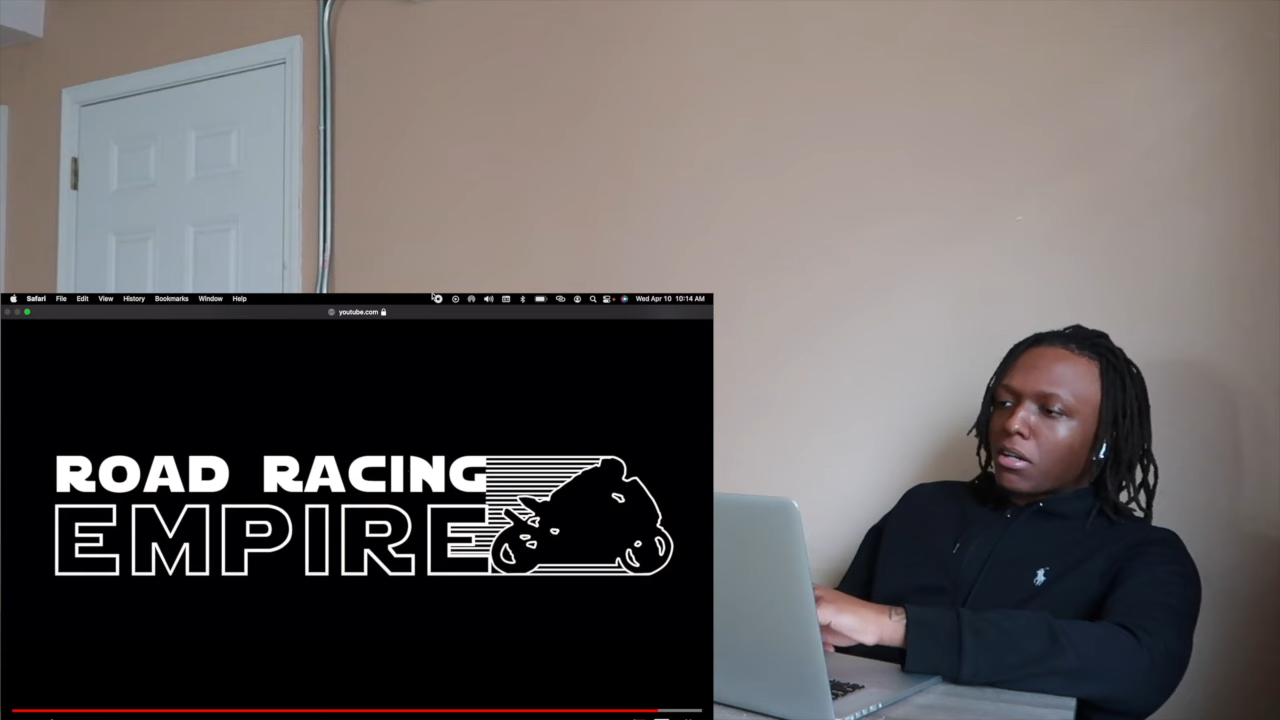 Safari File Edit View History Bookmarks Window Help Wed Apr 10 10:14 AM
youtube.com
ROAD RACING
EMPIRE